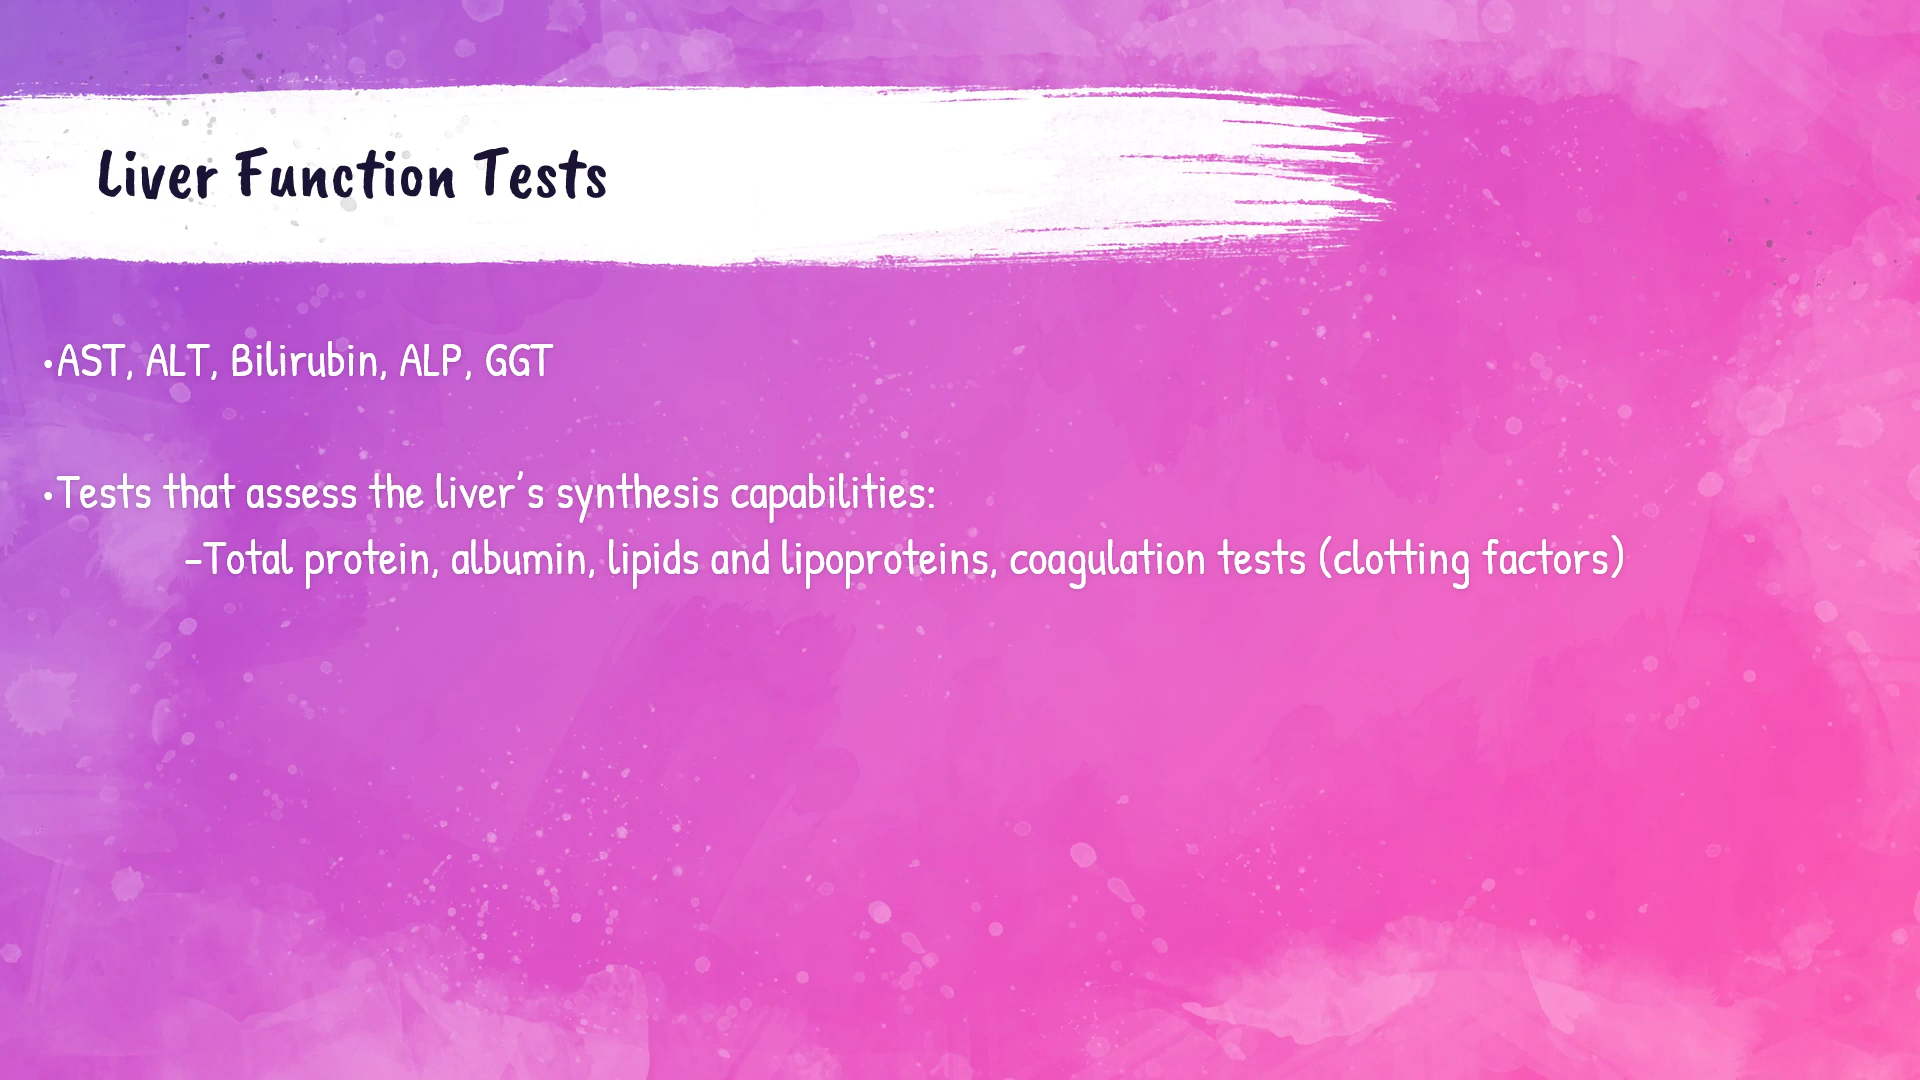 Liver Function Tests
•AST, ALT, Bilirubin, ALP, GGT
•Tests that assess the liver’s synthesis capabilities:
–Total protein, albumin, lipids and lipoproteins, coagulation tests (clotting factors)